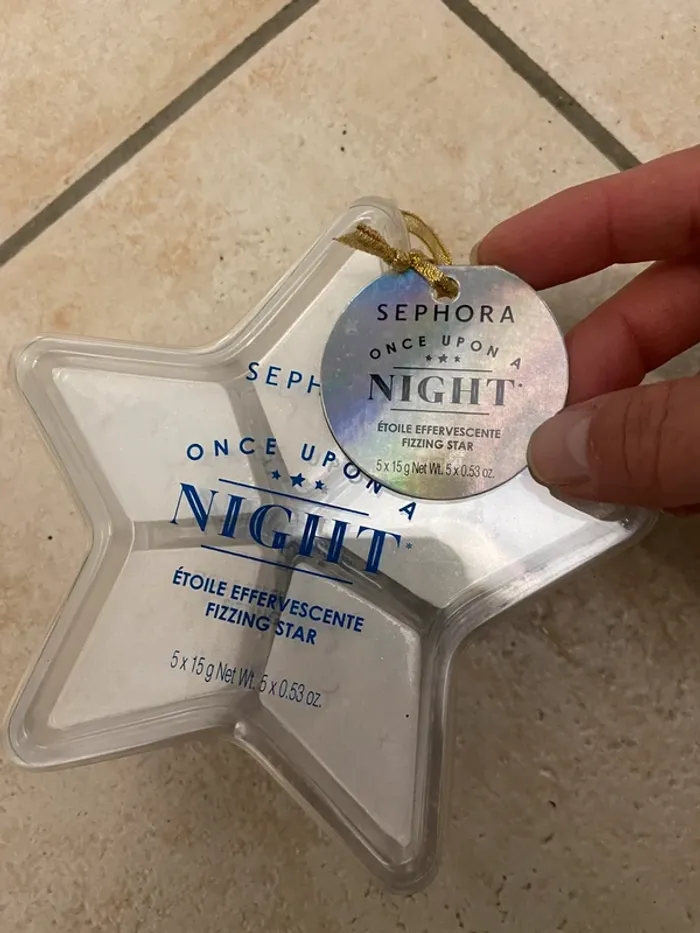 SEPHORA
ONCE UPON A
NIGHT*
ÉTOILE EFFERVESCENTE
FIZZING STAR
5 x 15 g Net Wt. 5 x 0.53 oz.
SEPH
ONCE UPON A
NIGHT*
ÉTOILE EFFERVESCENTE
FIZZING STAR
5 x 15 g Net Wt. 5 x 0.53 oz.